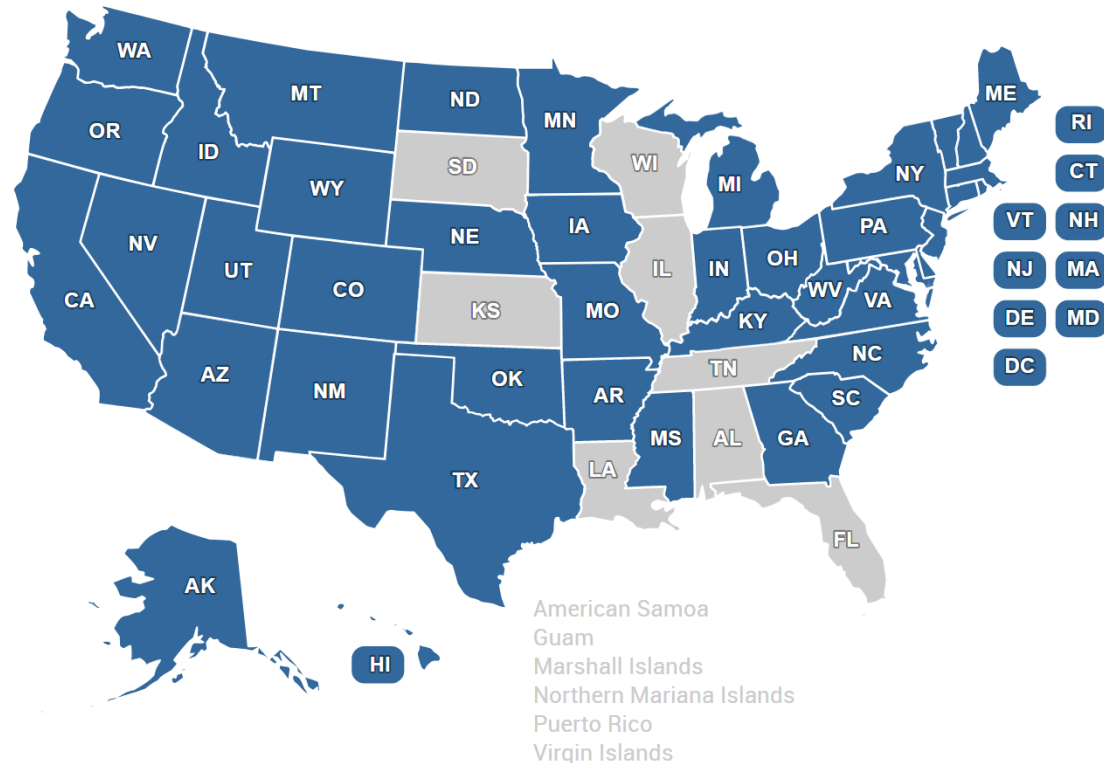 WA
MT
ND
MN
ME
OR
ID
SD
WI
RI
WY
MI
NY
CT
NV
UT
NE
IA
PA
VT
NH
CA
CO
IL
IN
OH
NJ
MA
KS
MO
WV
VA
DE
MD
KY
AZ
NM
OK
AR
TN
NC
DC
SC
TX
LA
MS
AL
GA
FL
AK
HI
American Samoa
Guam
Marshall Islands
Northern Mariana Islands
Puerto Rico
Virgin Islands